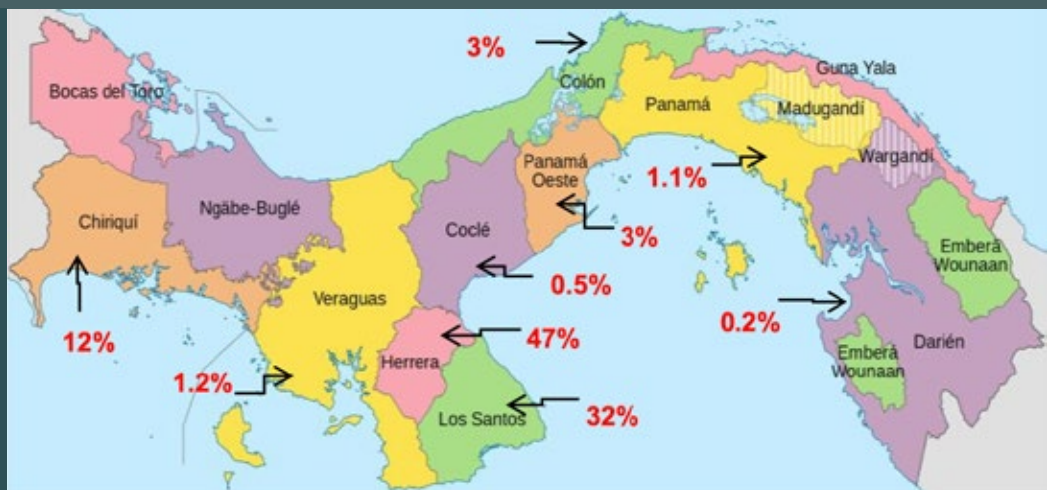 3%
Colón
Guna Yala
Bocas del Toro
Panamá
Madugandí
Wargandí
1.1%
Panamá
Oeste
Ngäbe-Buglé
Chiriquí
Coclé
3%
Emberá
Wounaan
0.5%
Veraguas
0.2%
12%
47%
Herrera
Darién
Emberá
Wounaan
1.2%
Los Santos
32%